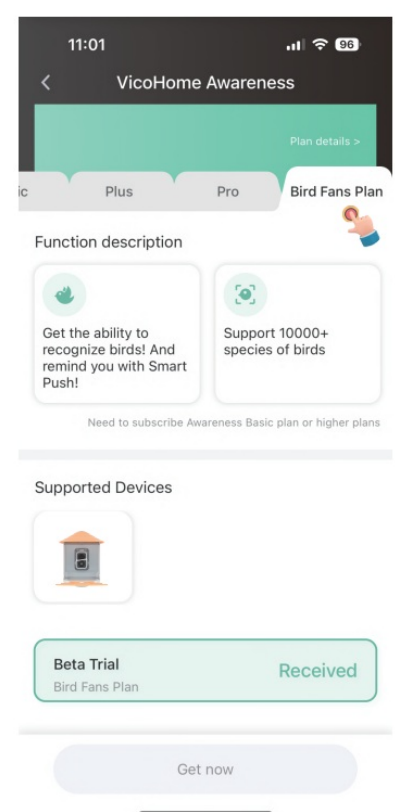 11:01
96
VicoHome Awareness
Plan details >
ic
Plus
Pro
Bird Fans Plan
Function description
Get the ability to
recognize birds! And
remind you with Smart
Push!
Support 10000+
species of birds
Need to subscribe Awareness Basic plan or higher plans
Supported Devices
Beta Trial
Bird Fans Plan
Received
Get now